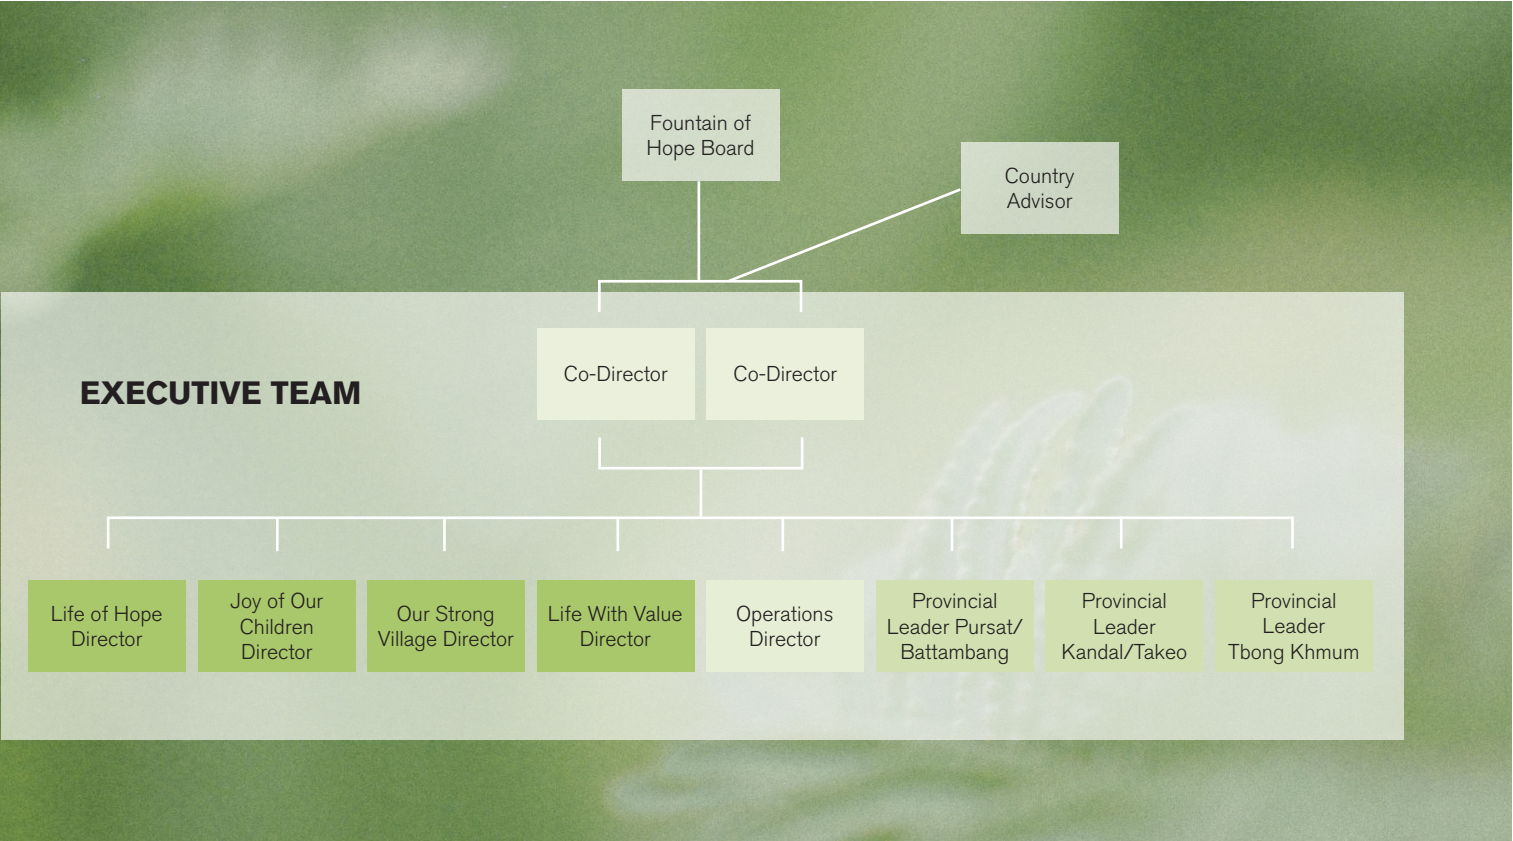 Fountain of
Hope Board
Country
Advisor
EXECUTIVE TEAM
Co-Director
Co-Director
Life of Hope
Director
Joy of Our
Children
Director
Our Strong
Village Director
Life With Value
Director
Operations
Director
Provincial
Leader Pursat/
Battambang
Provincial
Leader
Kandal/Takeo
Provincial
Leader
Tbong Khmum